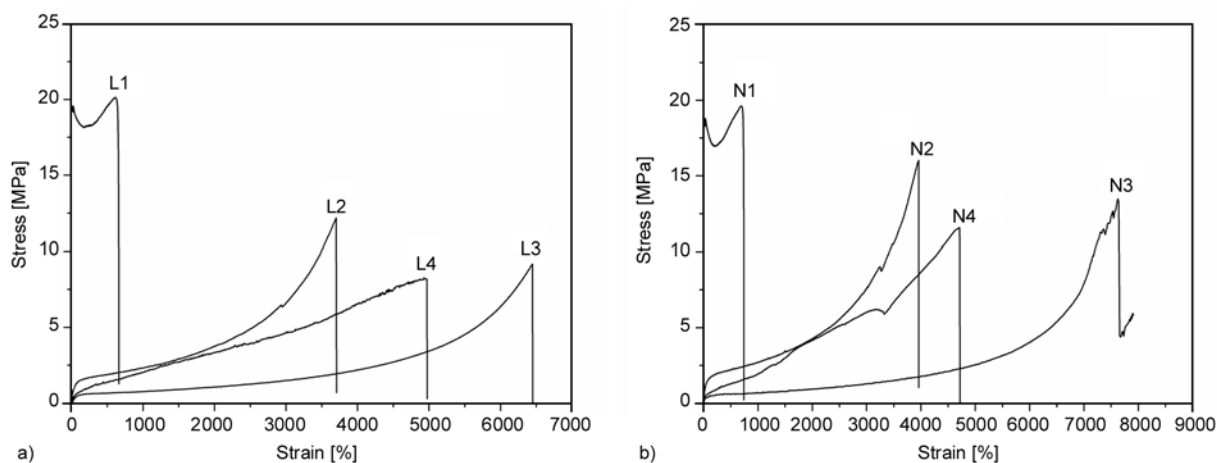 25
20
15
10
5
0
Stress [MPa]
L1
L2
L4
L3
0 1000 2000 3000 4000 5000 6000 7000
Strain [%]
a)
25
20
15
10
5
0
Stress [MPa]
N1
N2
N4
N3
0 1000 2000 3000 4000 5000 6000 7000 8000 9000
Strain [%]
b)